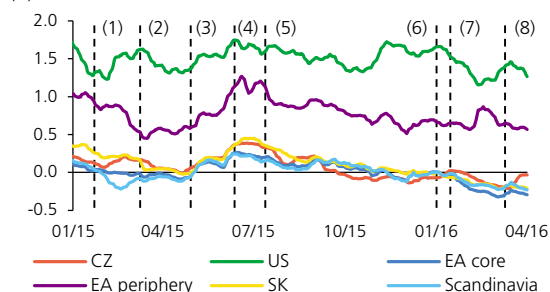 2.0
(1) (2) (3) (4) (5) (6) (7) (8)
1.5
1.0
0.5
0.0
-0.5
01/15 04/15 07/15 10/15 01/16 04/16
CZ US EA core
EA periphery SK Scandinavia